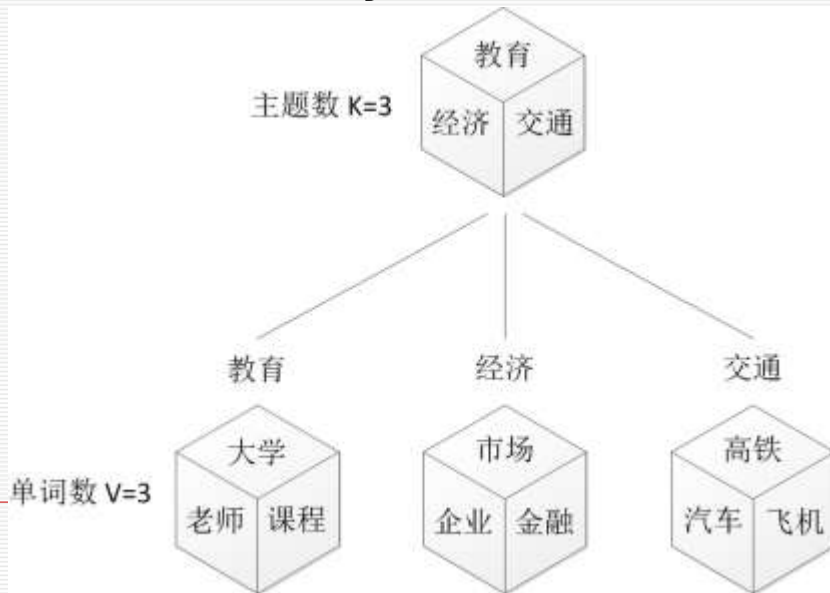 教育
主题数 K=3
经济 交通
教育 经济 交通
大学 市场 高铁
单词数 V=3
老师 课程 企业 金融 汽车 飞机